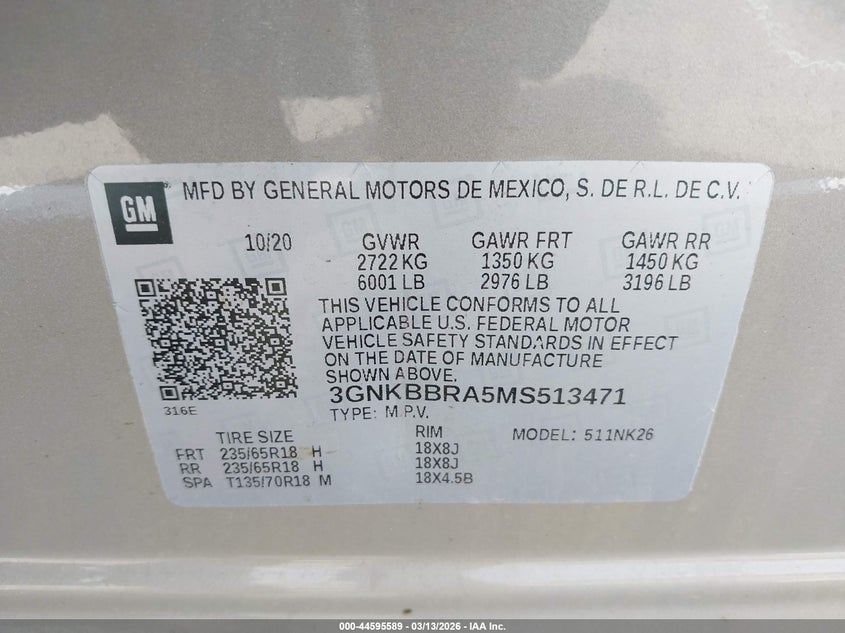 GM
MFD BY GENERAL MOTORS DE MEXICO, S. DE R.L. DE C.V.
10/20 GVWR GAWR FRT GAWR RR
2722 KG 1350 KG 1450 KG
6001 LB 2976 LB 3196 LB
THIS VEHICLE CONFORMS TO ALL
APPLICABLE U.S. FEDERAL MOTOR
VEHICLE SAFETY STANDARDS IN EFFECT
ON THE DATE OF MANUFACTURE
SHOWN ABOVE.
3GNKBBRA5MS513471
316E
TYPE: M.P.V.
TIRE SIZE RIM MODEL: 511NK26
FRT 235/65R18 H 18X8J
RR 235/65R18 H 18X8J
SPA T135/70R18 M 18X4.5B
000-44595589 - 03/13/2026 - IAA Inc.